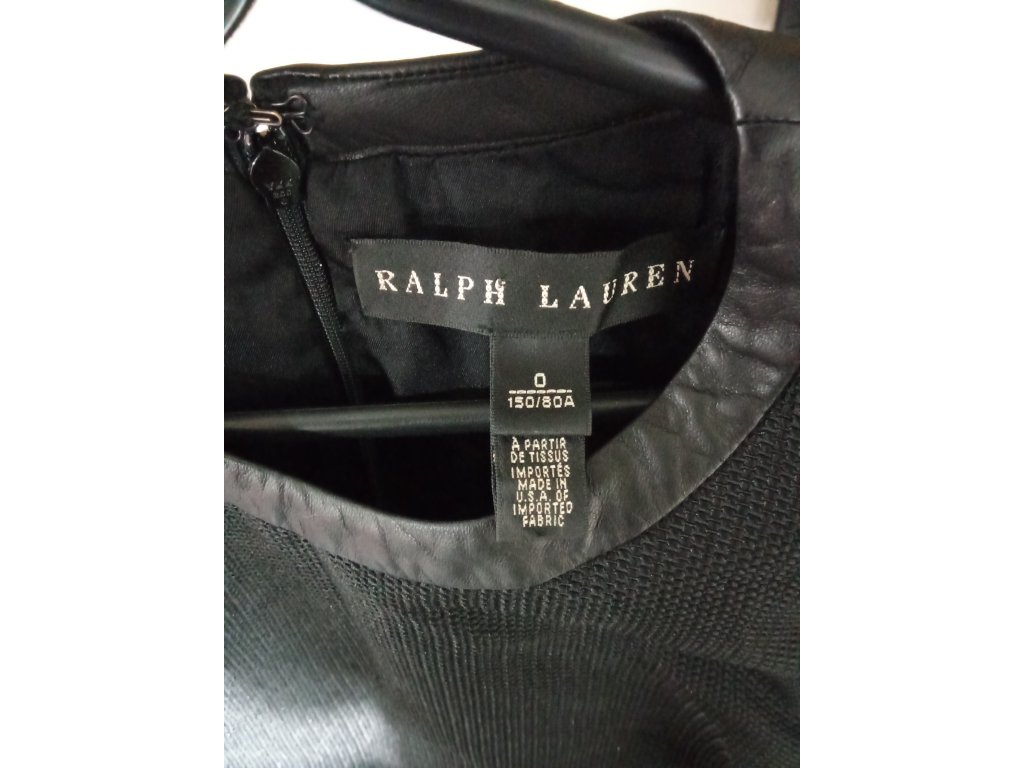 RALPH LAUREN
0
150/80A
À PARTIR
DE TISSUS
IMPORTÉS
MADE IN
U.S.A. OF
IMPORTED
FABRIC